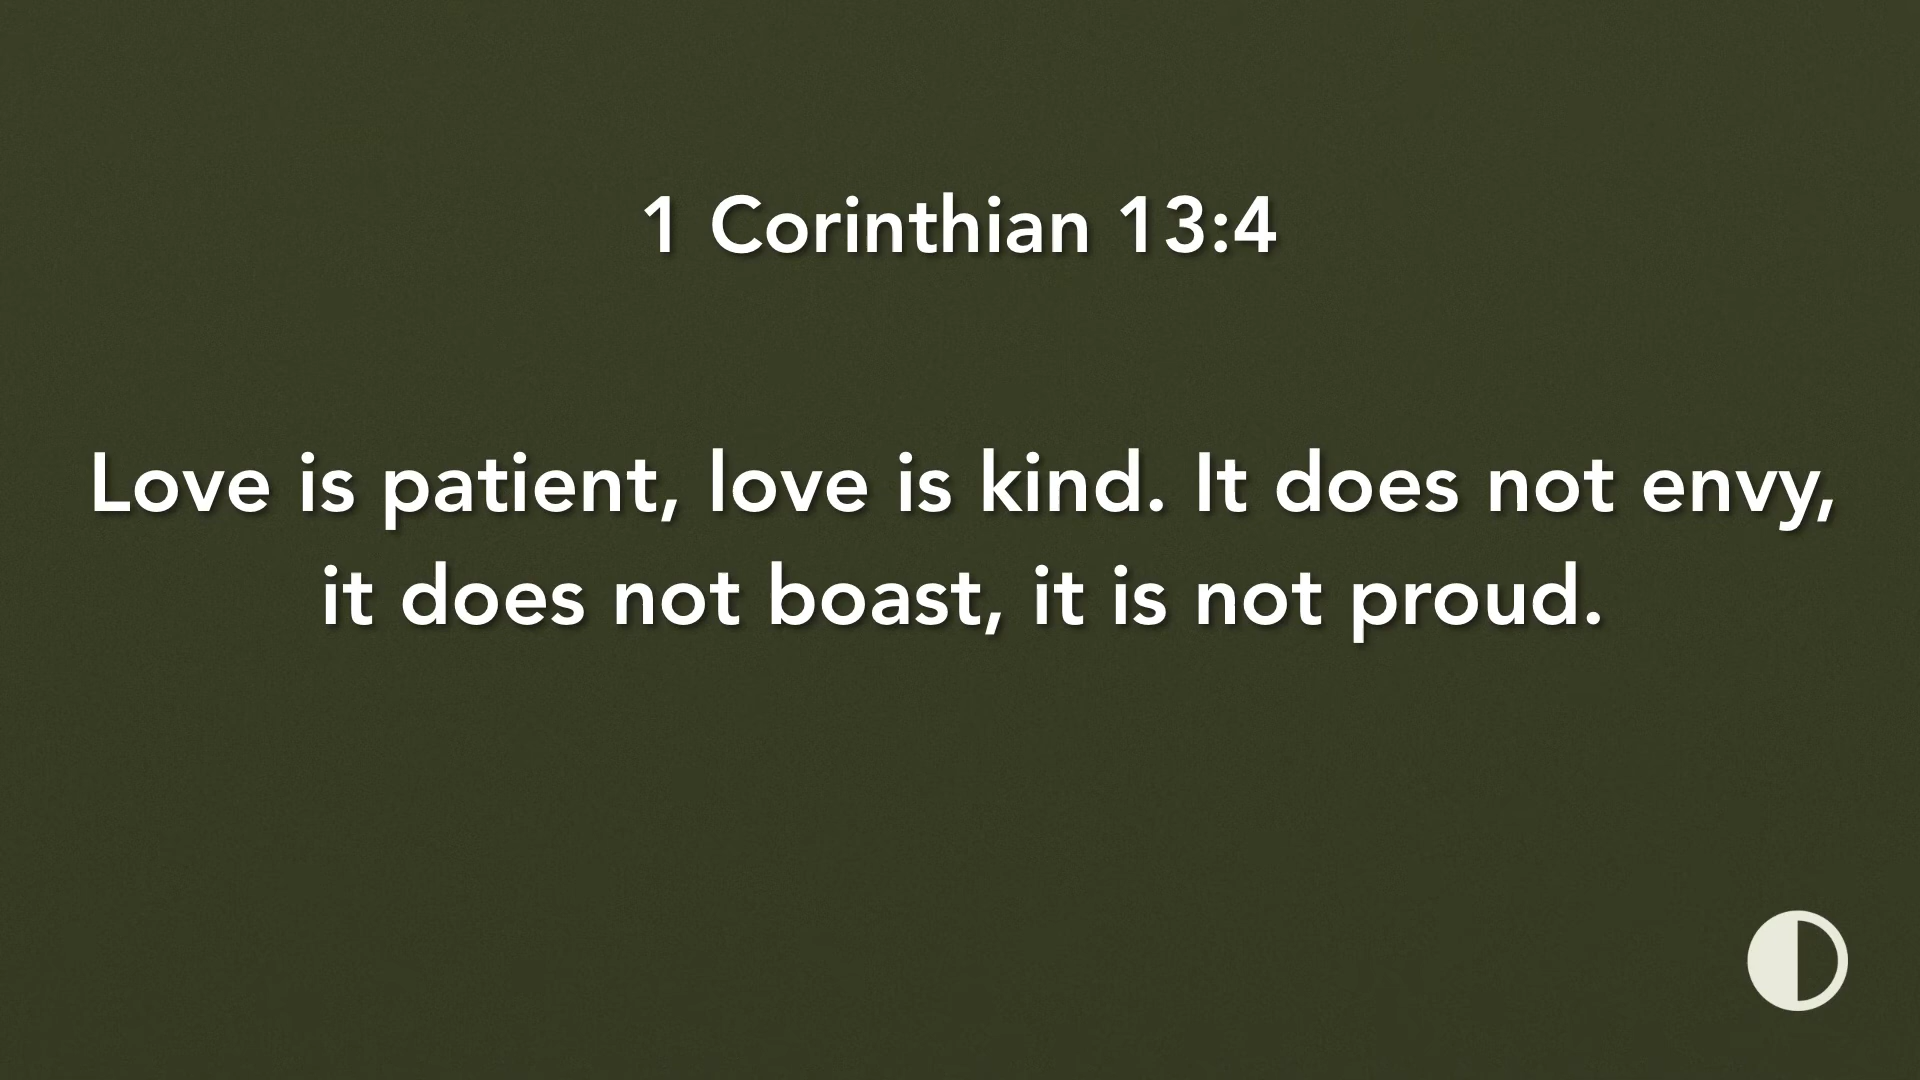 1 Corinthian 13:4
Love is patient, love is kind. It does not envy,
it does not boast, it is not proud.